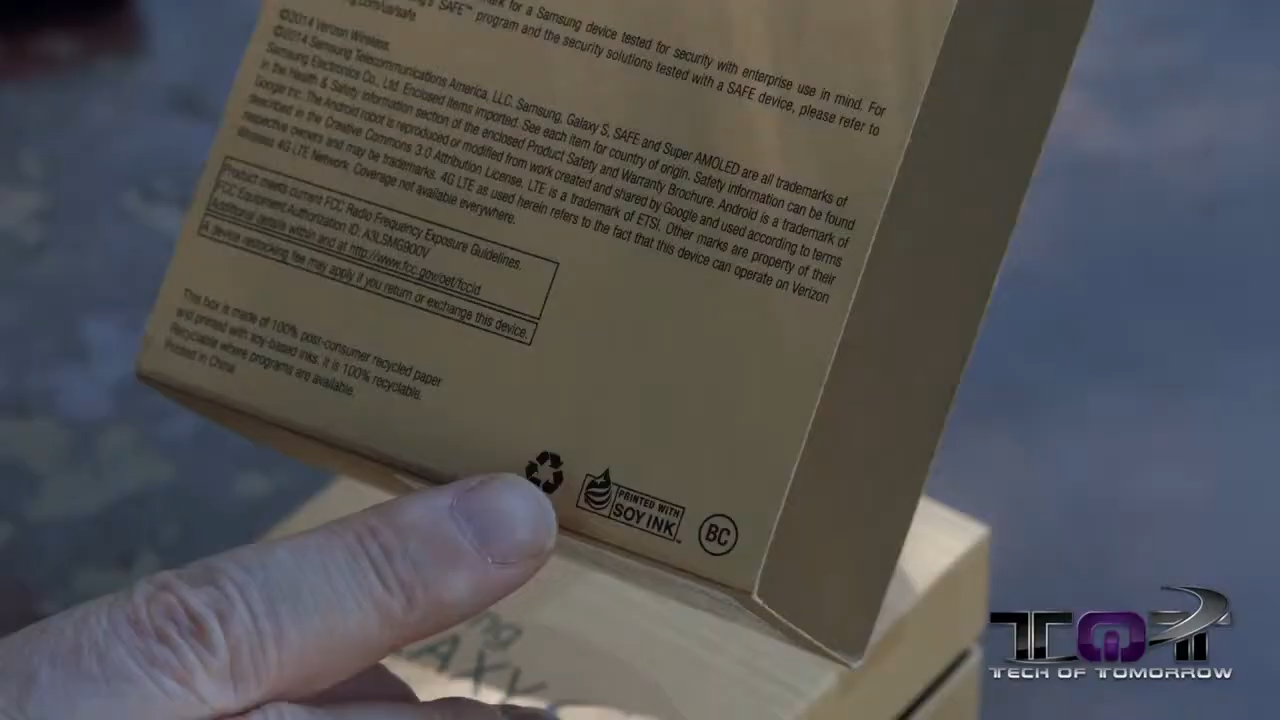 mark for a Samsung device tested for security with enterprise use in mind. For
SAFE™ program and the security solutions tested with a SAFE device, please refer to
.com/us/safe.
©2014 Verizon Wireless.
©2014 Samsung Telecommunications America, LLC. Samsung, Galaxy S, SAFE and Super AMOLED are all trademarks of
Samsung Electronics Co., Ltd. Enclosed items imported. See each item for country of origin. Safety information can be found
in the Health & Safety Information section of the enclosed Product Safety and Warranty Brochure. Android is a trademark of
Google Inc. The Android robot is reproduced or modified from work created and shared by Google and used according to terms
described in the Creative Commons 3.0 Attribution License. LTE is a trademark of ETSI. Other marks are property of their
respective owners and may be trademarks. 4G LTE as used herein refers to the fact that this device can operate on Verizon
Wireless 4G LTE Network. Coverage not available everywhere.
Product meets current FCC Radio Frequency Exposure Guidelines.
FCC Equipment Authorization ID: A3LSMG900V
Additional details within and at http://www.fcc.gov/oet/fccid
A device restocking fee may apply if you return or exchange this device.
This box is made of 100% post-consumer recycled paper
and printed with soy-based inks. It is 100% recyclable.
Recyclable where programs are available.
Printed in China
PRINTED WITH
SOY INK™
BC
AXY
TOT
TECH OF TOMORROW